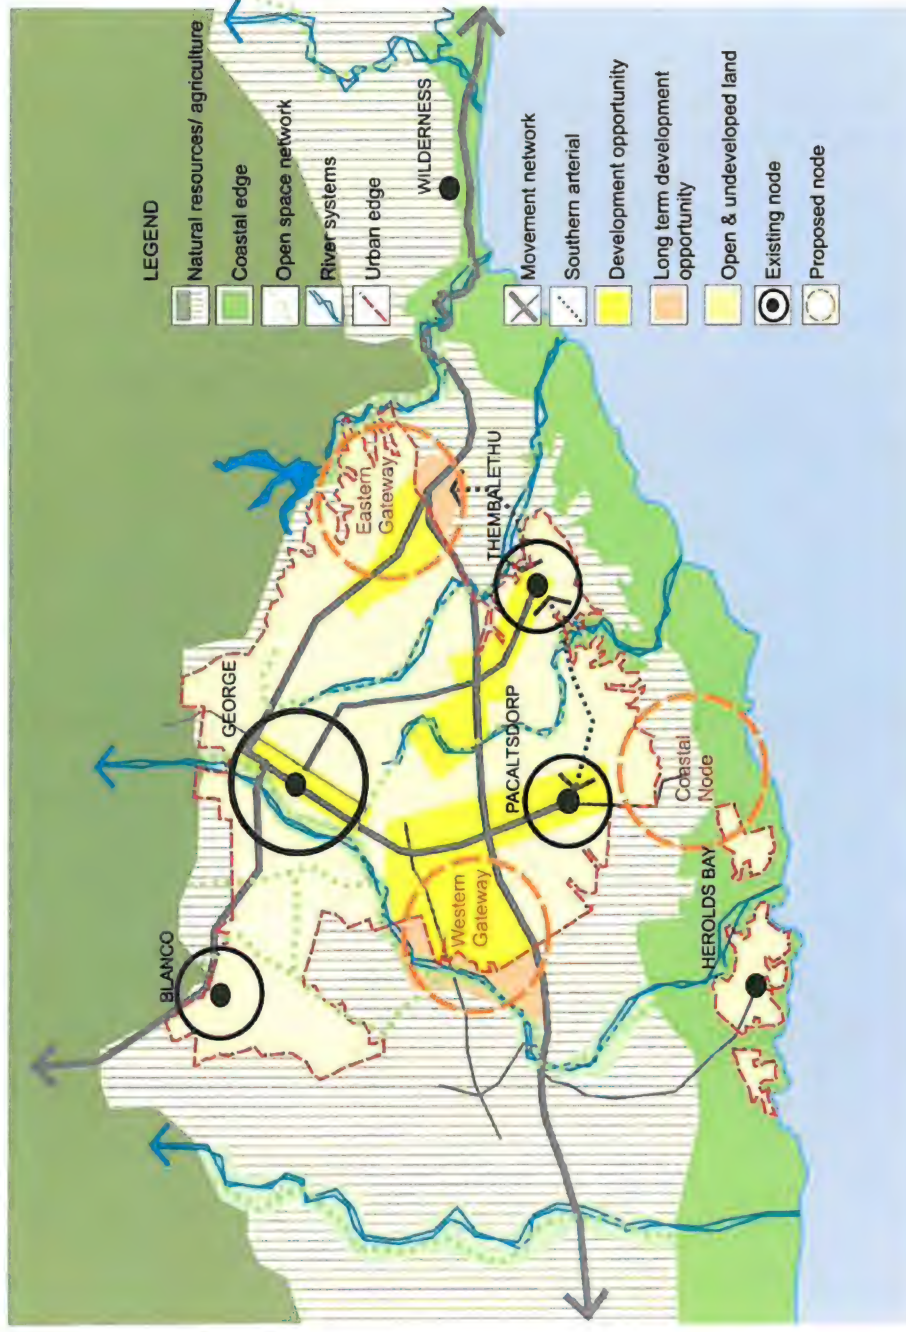 LEGEND
Natural resources/ agriculture
Coastal edge
Open space network
River systems
Urban edge
Movement network
Southern arterial
Development opportunity
Long term development
opportunity
Open & undeveloped land
Existing node
Proposed node
BLANCO
GEORGE
Eastern
Gateway
WILDERNESS
THEMBALETHU
PACALTSDORP
Western
Gateway
Coastal
Node
HEROLDS BAY